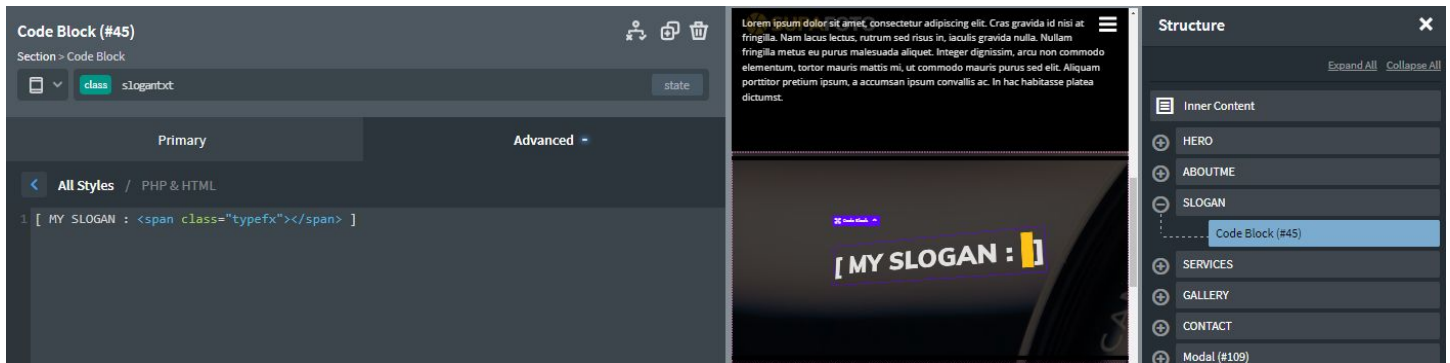 Code Block (#45)
Section > Code Block
class slogantxt
state
Primary
Advanced
All Styles / PHP & HTML
1 [ MY SLOGAN : <span class="typefx"></span> ]
Lorem ipsum dolor sit amet, consectetur adipiscing elit. Cras gravida id nisi at
fringilla. Nam lacus lectus, rutrum sed risus in, iaculis gravida nulla. Nullam
fringilla metus eu purus malesuada aliquet. Integer dignissim, arcu non commodo
elementum, tortor mauris mattis mi, ut commodo mauris purus sed elit. Aliquam
porttitor pretium ipsum, a accumsan ipsum convallis ac. In hac habitasse platea
dictumst.
Code Block
[ MY SLOGAN : ]
Structure
Expand All Collapse All
Inner Content
HERO
ABOUTME
SLOGAN
Code Block (#45)
SERVICES
GALLERY
CONTACT
Modal (#109)